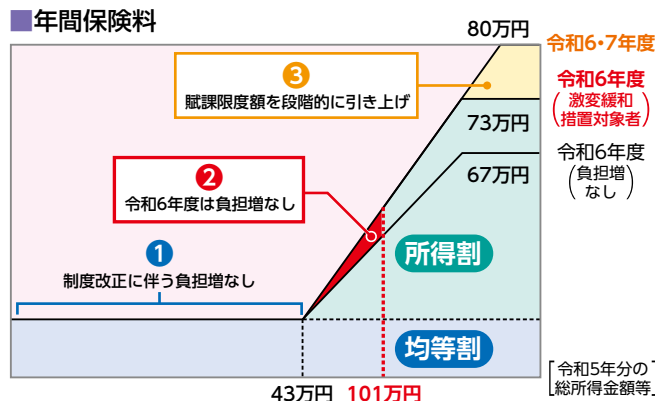 ■年間保険料
80万円
令和6・7年度
3
賦課限度額を段階的に引き上げ
令和6年度
(激変緩和
措置対象者)
73万円
令和6年度
(負担増
なし)
67万円
2
令和6年度は負担増なし
所得割
1
制度改正に伴う負担増なし
均等割
[令和5年分の
総所得金額等]
43万円 101万円